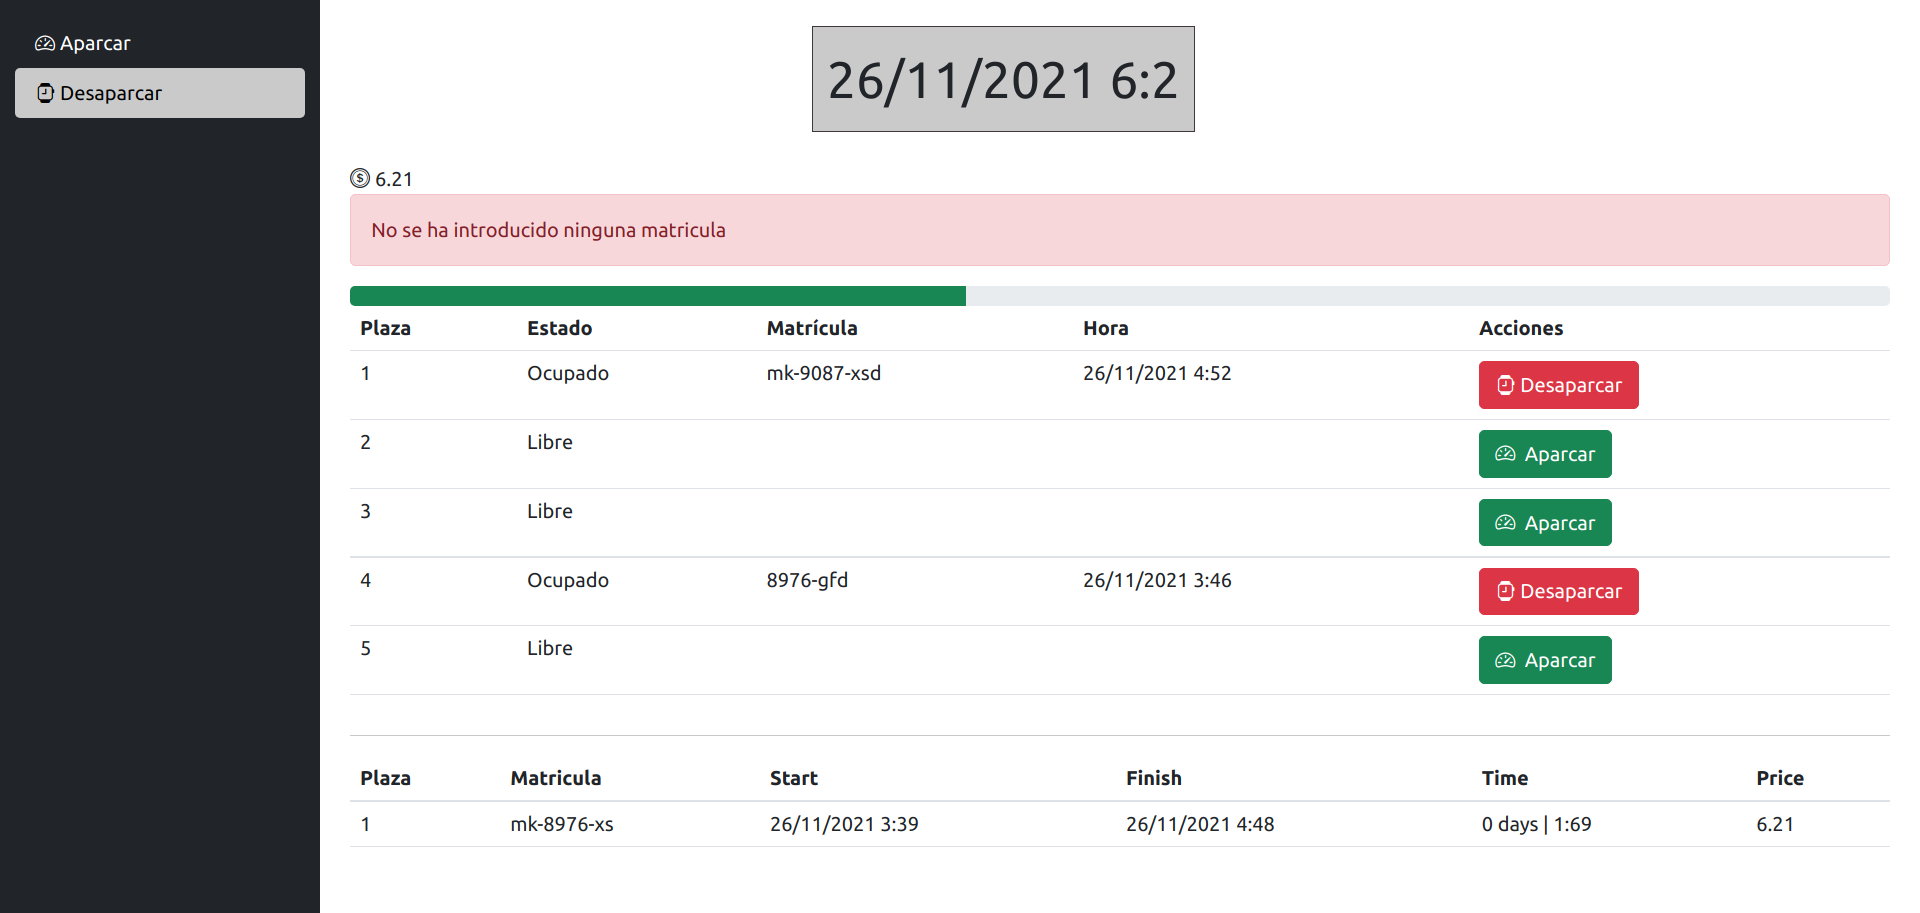 Aparcar
Desaparcar
26/11/2021 6:2
6.21
No se ha introducido ninguna matricula
Plaza Estado Matrícula Hora Acciones
1 Ocupado mk-9087-xsd 26/11/2021 4:52 Desaparcar
2 Libre Aparcar
3 Libre Aparcar
4 Ocupado 8976-gfd 26/11/2021 3:46 Desaparcar
5 Libre Aparcar
Plaza Matricula Start Finish Time Price
1 mk-8976-xs 26/11/2021 3:39 26/11/2021 4:48 0 days | 1:69 6.21